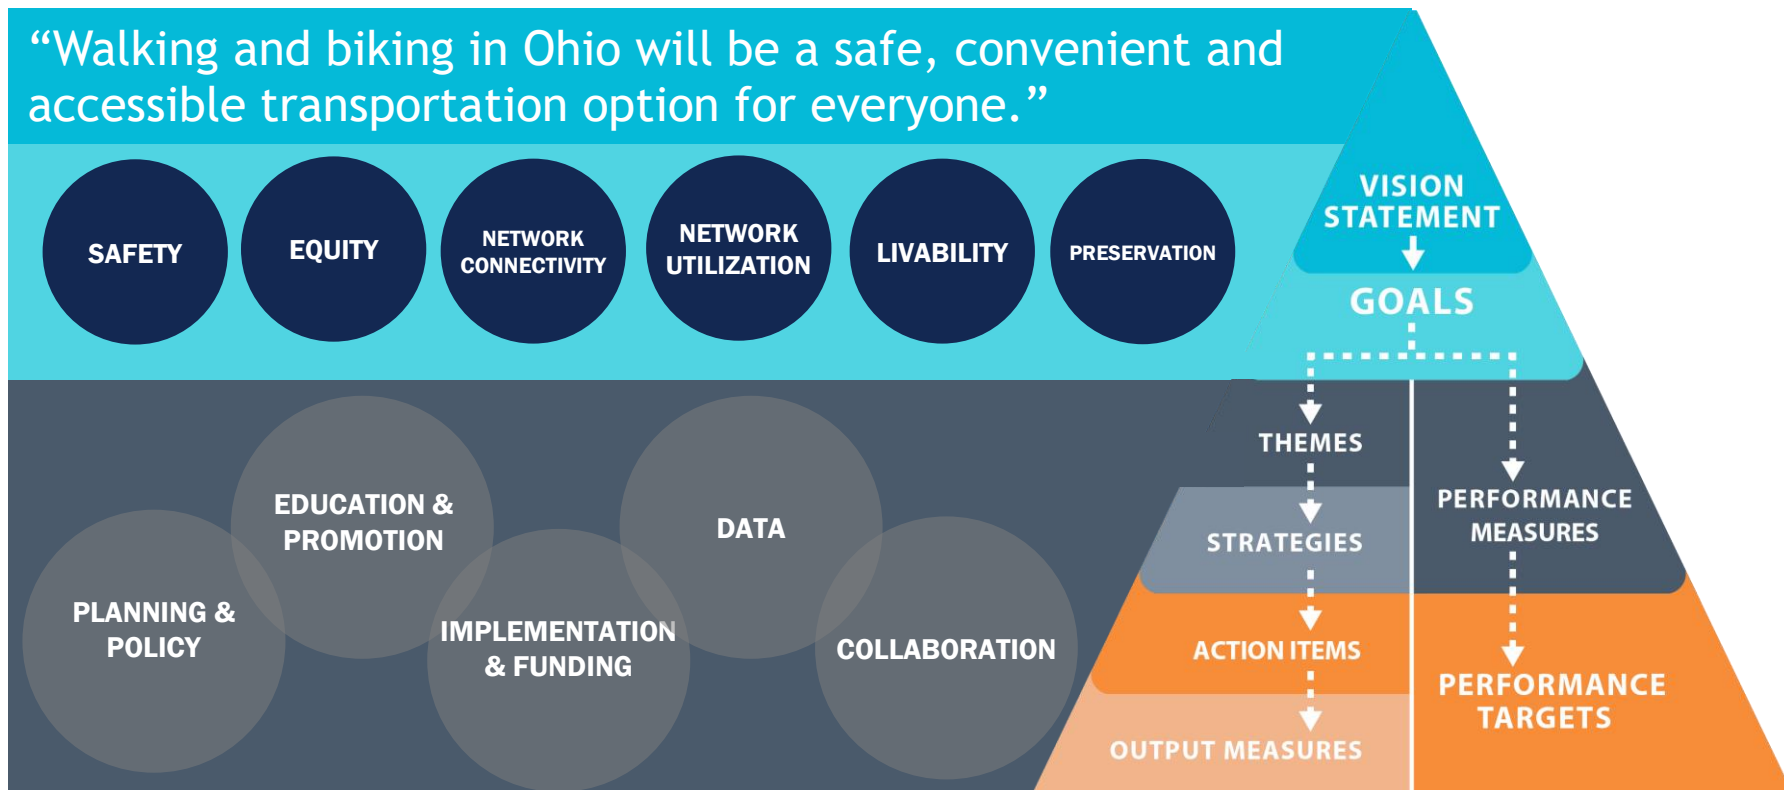 “Walking and biking in Ohio will be a safe, convenient and
accessible transportation option for everyone.”
SAFETY
EQUITY
NETWORK
CONNECTIVITY
NETWORK
UTILIZATION
LIVABILITY
PRESERVATION
PLANNING &
POLICY
EDUCATION &
PROMOTION
IMPLEMENTATION
& FUNDING
DATA
COLLABORATION
VISION
STATEMENT
GOALS
THEMES
STRATEGIES
ACTION ITEMS
OUTPUT MEASURES
PERFORMANCE
MEASURES
PERFORMANCE
TARGETS